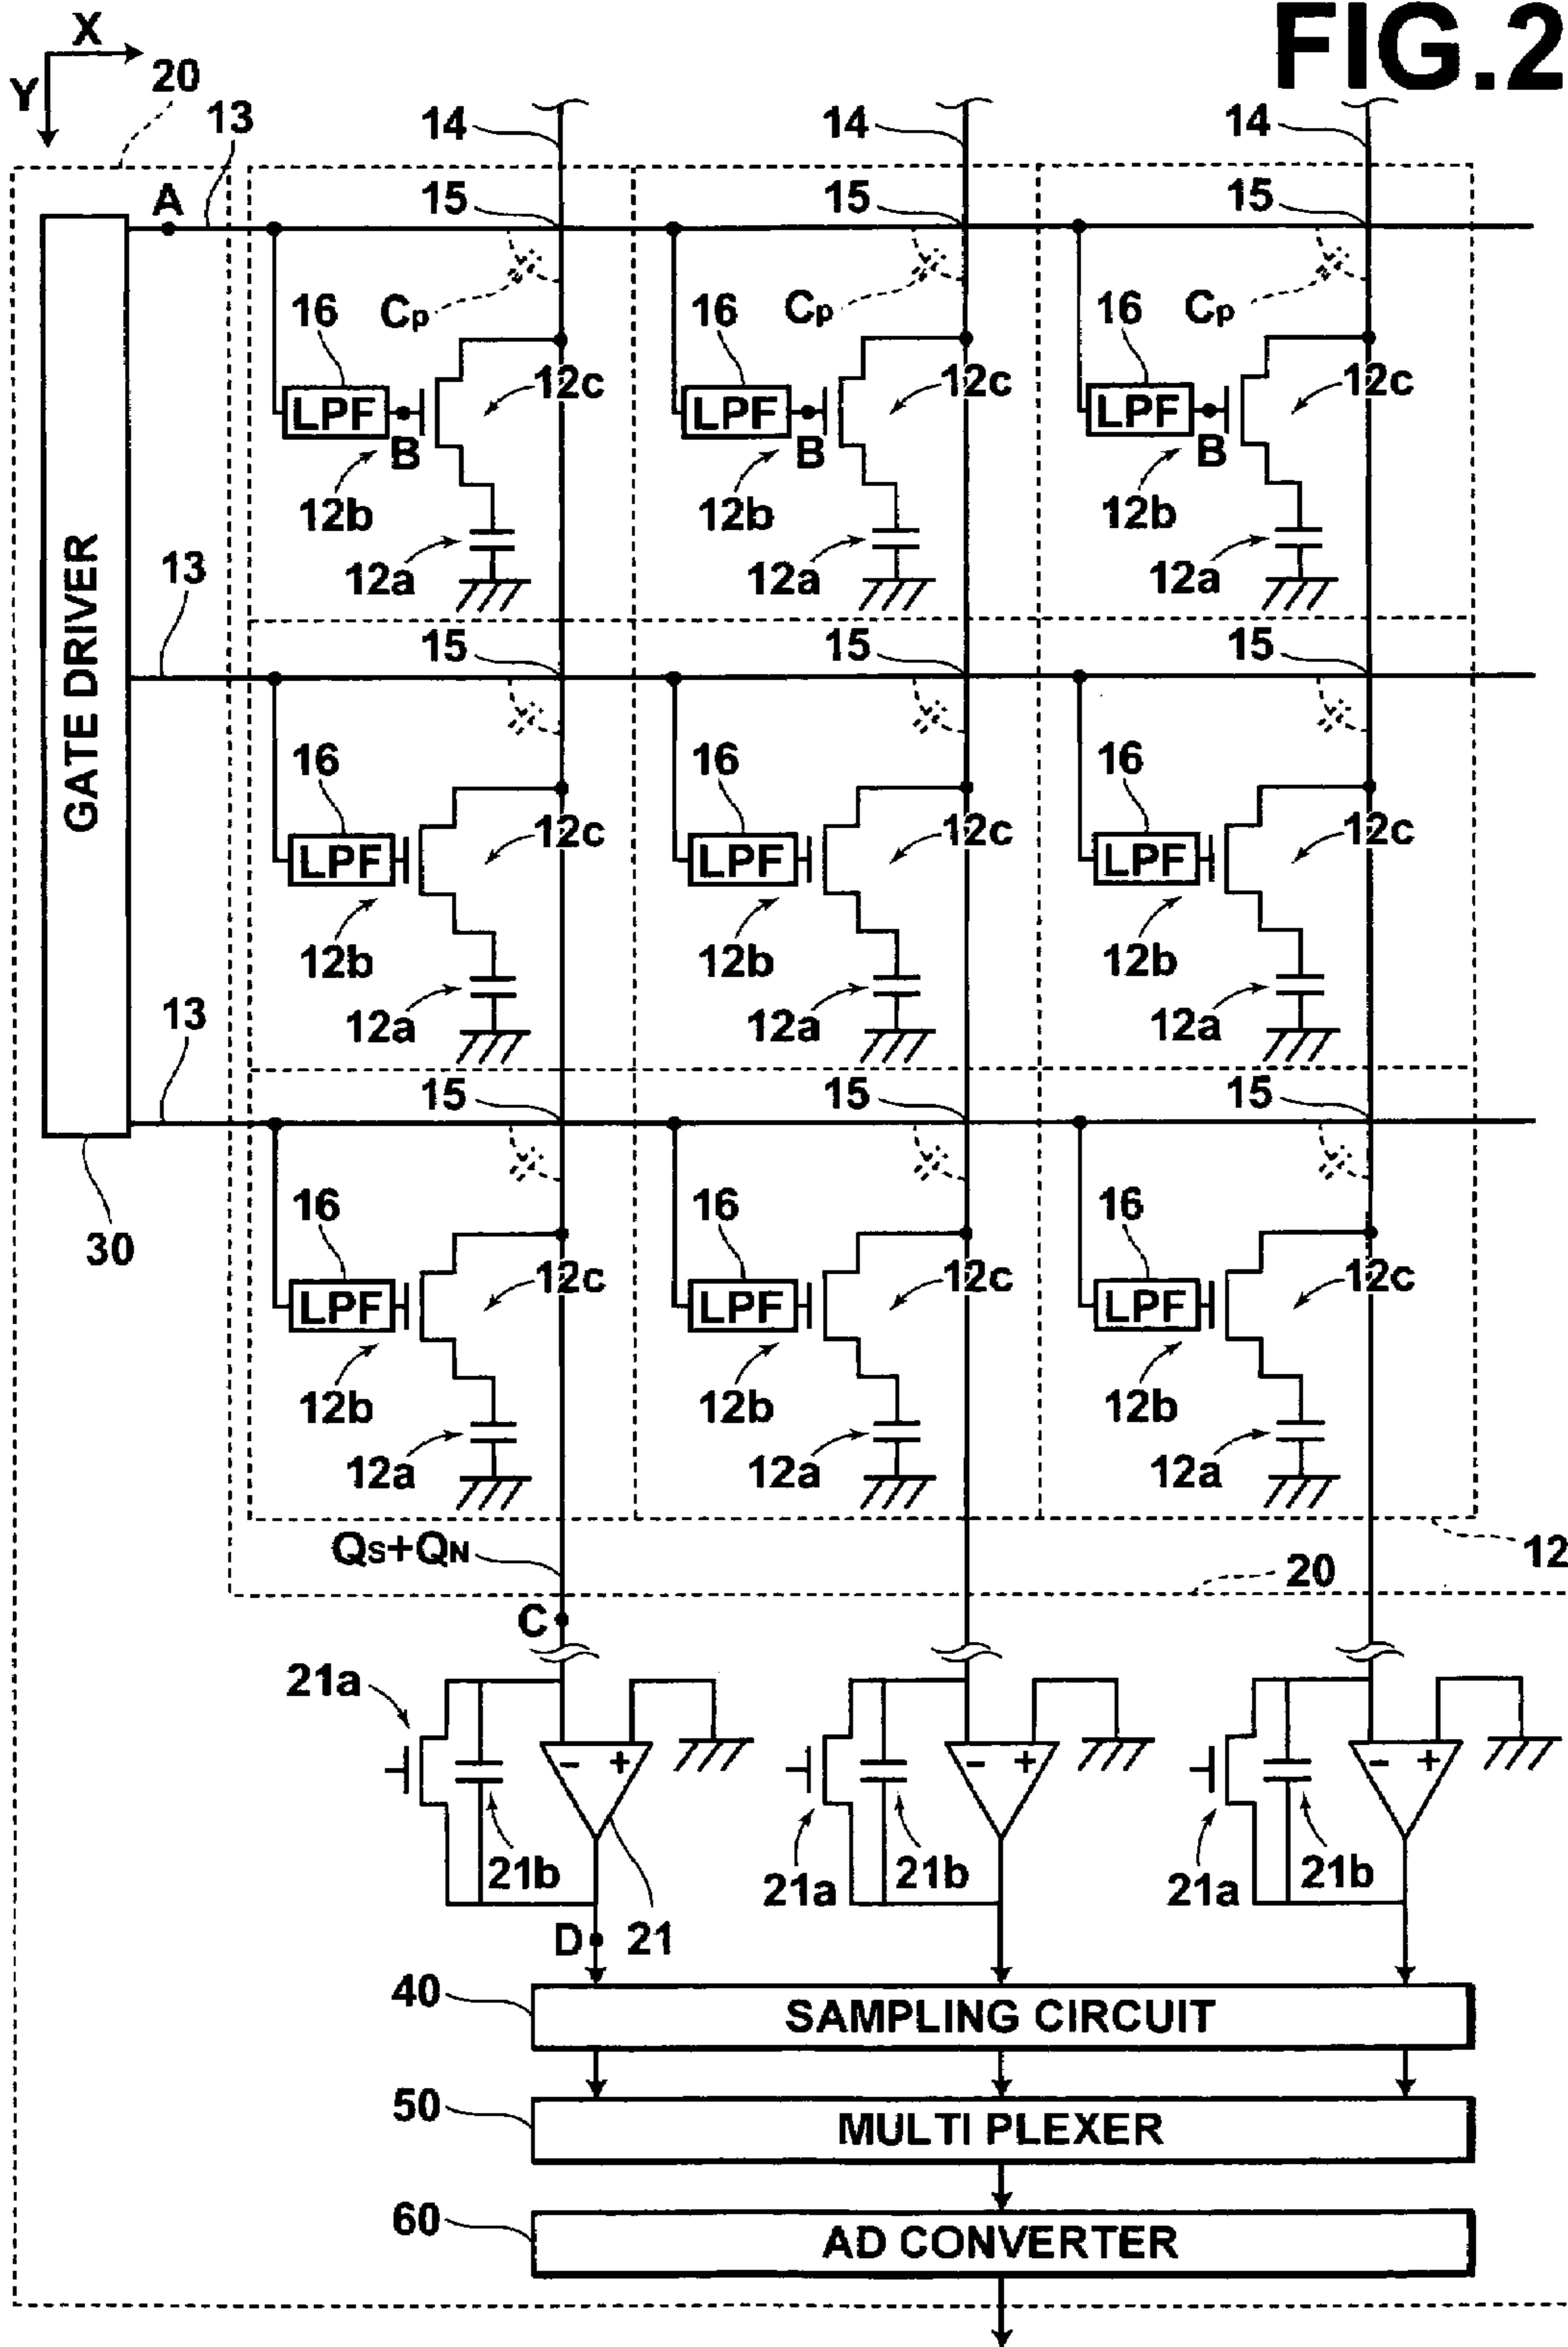 FIG.2
X
Y
20
13
14
14
14
A
15
15
15
16
Cp
16
Cp
16
Cp
12c
12c
12c
LPF
LPF
LPF
B
B
B
12b
12b
12b
12a
12a
12a
GATE DRIVER
13
15
15
15
16
16
16
12c
12c
12c
LPF
LPF
LPF
12b
12b
12b
12a
12a
12a
13
15
15
15
30
16
16
16
12c
12c
12c
LPF
LPF
LPF
12b
12b
12b
12a
12a
12a
QS+QN
12
20
C
21a
- +
- +
- +
21b
21a
21b
21a
21b
D
21
40
SAMPLING CIRCUIT
50
MULTI PLEXER
60
AD CONVERTER